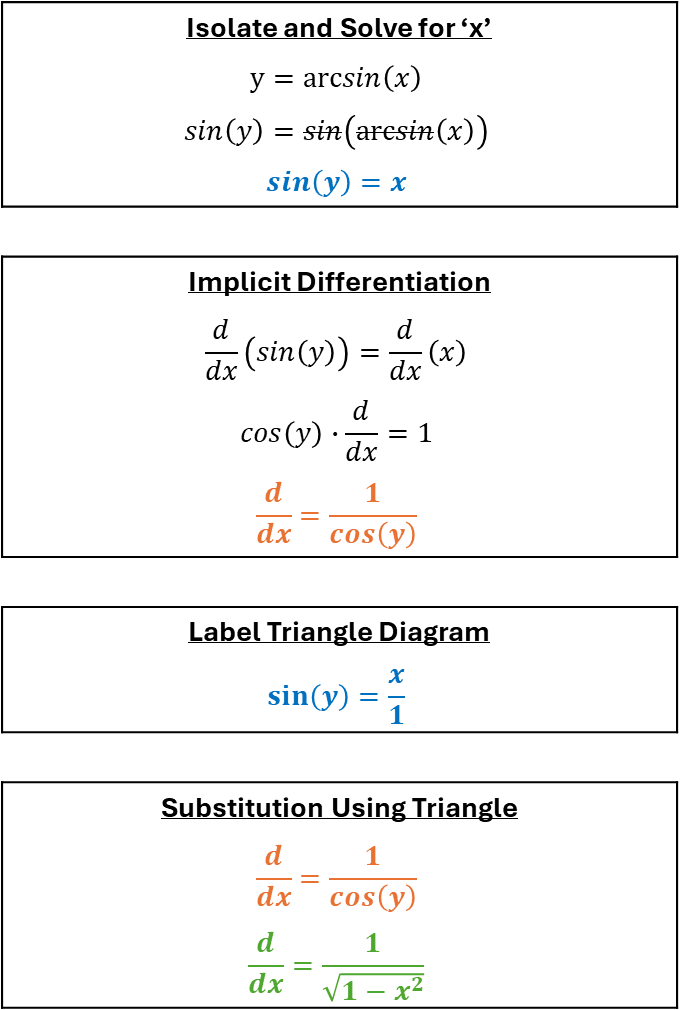 Isolate and Solve for ‘x’
y = arcsin(x)
sin(y) = sin(arcsin(x))
sin(y) = x
Implicit Differentiation
d/dx (sin(y)) = d/dx (x)
cos(y) · d/dx = 1
d/dx = 1/cos(y)
Label Triangle Diagram
sin(y) = x/1
Substitution Using Triangle
d/dx = 1/cos(y)
d/dx = 1/√(1 − x²)